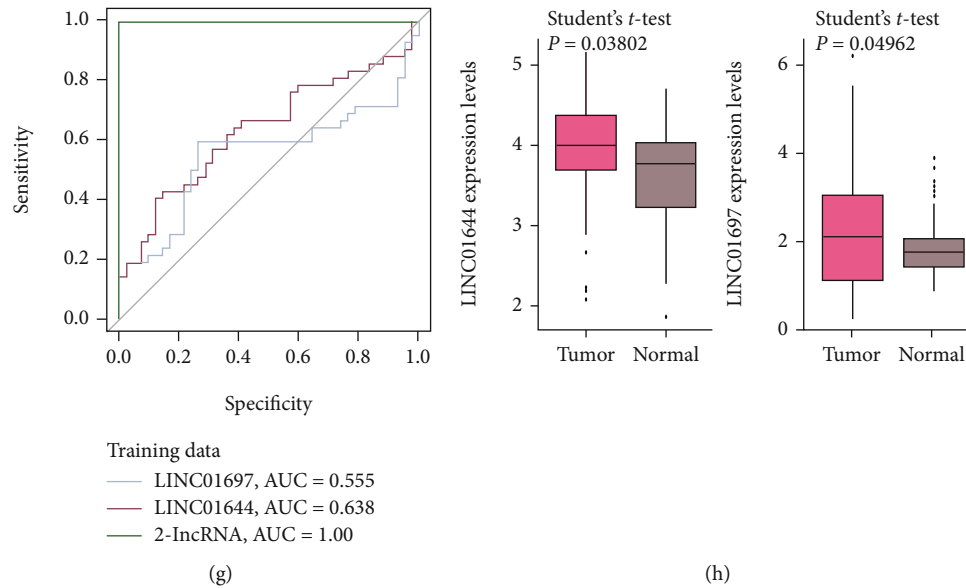 1.0
0.8
0.6
0.4
0.2
0.0
Sensitivity
0.0 0.2 0.4 0.6 0.8 1.0
Specificity
Training data
LINC01697, AUC = 0.555
LINC01644, AUC = 0.638
2-IncRNA, AUC = 1.00
(g)
Student's t-test
P = 0.03802
LINC01644 expression levels
5
4
3
2
Tumor Normal
Student's t-test
P = 0.04962
LINC01697 expression levels
6
4
2
0
Tumor Normal
(h)